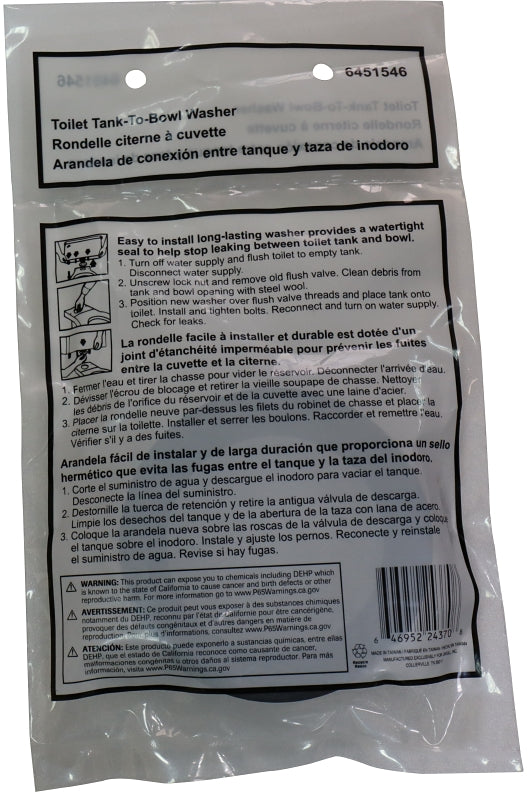 6451546
Toilet Tank-To-Bowl Washer
Rondelle citerne à cuvette
Arandela de conexión entre tanque y taza de inodoro
Easy to install long-lasting washer provides a watertight
seal to help stop leaking between toilet tank and bowl.
1. Turn off water supply and flush toilet to empty tank.
Disconnect water supply.
2. Unscrew lock nut and remove old flush valve. Clean debris from
tank and bowl opening with steel wool.
3. Position new washer over flush valve threads and place tank onto
toilet. Install and tighten bolts. Reconnect and turn on water supply.
Check for leaks.
La rondelle facile à installer et durable est dotée d'un
joint d'étanchéité imperméable pour prévenir les fuites
entre la cuvette et la citerne.
1. Fermer l'eau et tirer la chasse pour vider le réservoir. Déconnecter l'arrivée d'eau.
2. Dévisser l'écrou de blocage et retirer la vieille soupape de chasse. Nettoyer
les débris de l'orifice du réservoir et de la cuvette avec une laine d'acier.
3. Placer la rondelle neuve par-dessus les filets du robinet de chasse et placer la
citerne sur la toilette. Installer et serrer les boulons. Raccorder et remettre l'eau.
Vérifier s'il y a des fuites.
Arandela fácil de instalar y de larga duración que proporciona un sello
hermético que evita las fugas entre el tanque y la taza del inodoro.
1. Corte el suministro de agua y descargue el inodoro para vaciar el tanque.
Desconecte la línea del suministro.
2. Destornille la tuerca de retención y retire la antigua válvula de descarga.
Limpie los desechos del tanque y de la abertura de la taza con lana de acero.
3. Coloque la arandela nueva sobre las roscas de la válvula de descarga y coloque
el tanque sobre el inodoro. Instale y ajuste los pernos. Reconecte y reinstale
el suministro de agua. Revise si hay fugas.
WARNING: This product can expose you to chemicals including DEHP which
is known to the state of California to cause cancer and birth defects or other
reproductive harm. For more information go to www.P65Warnings.ca.gov
AVERTISSEMENT: Ce produit peut vous exposer à des substances chimiques
notamment du DEHP, reconnu par l'état de Californie pour être cancérigène,
provoquer des défauts congénitaux et d'autres dangers en matière de
reproduction. d'informations, consultez www.P65Warnings.ca.gov
ATENCIÓN: Este producto puede exponerlo a sustancias químicas, entre ellas
DEHP, que el estado de California reconoce como causante de cancer,
malformaciones congénitas u otros daños al sistema reproductor. Para más
información, visita www.P65Warnings.ca.gov
6 46952 24370 8
Recycle
MADE IN TAIWAN / FABRIQUÉ EN TAIWAN / HECHO EN TAIWAN
MANUFACTURED EXCLUSIVELY FOR
COLLIERVILLE, TN 38017